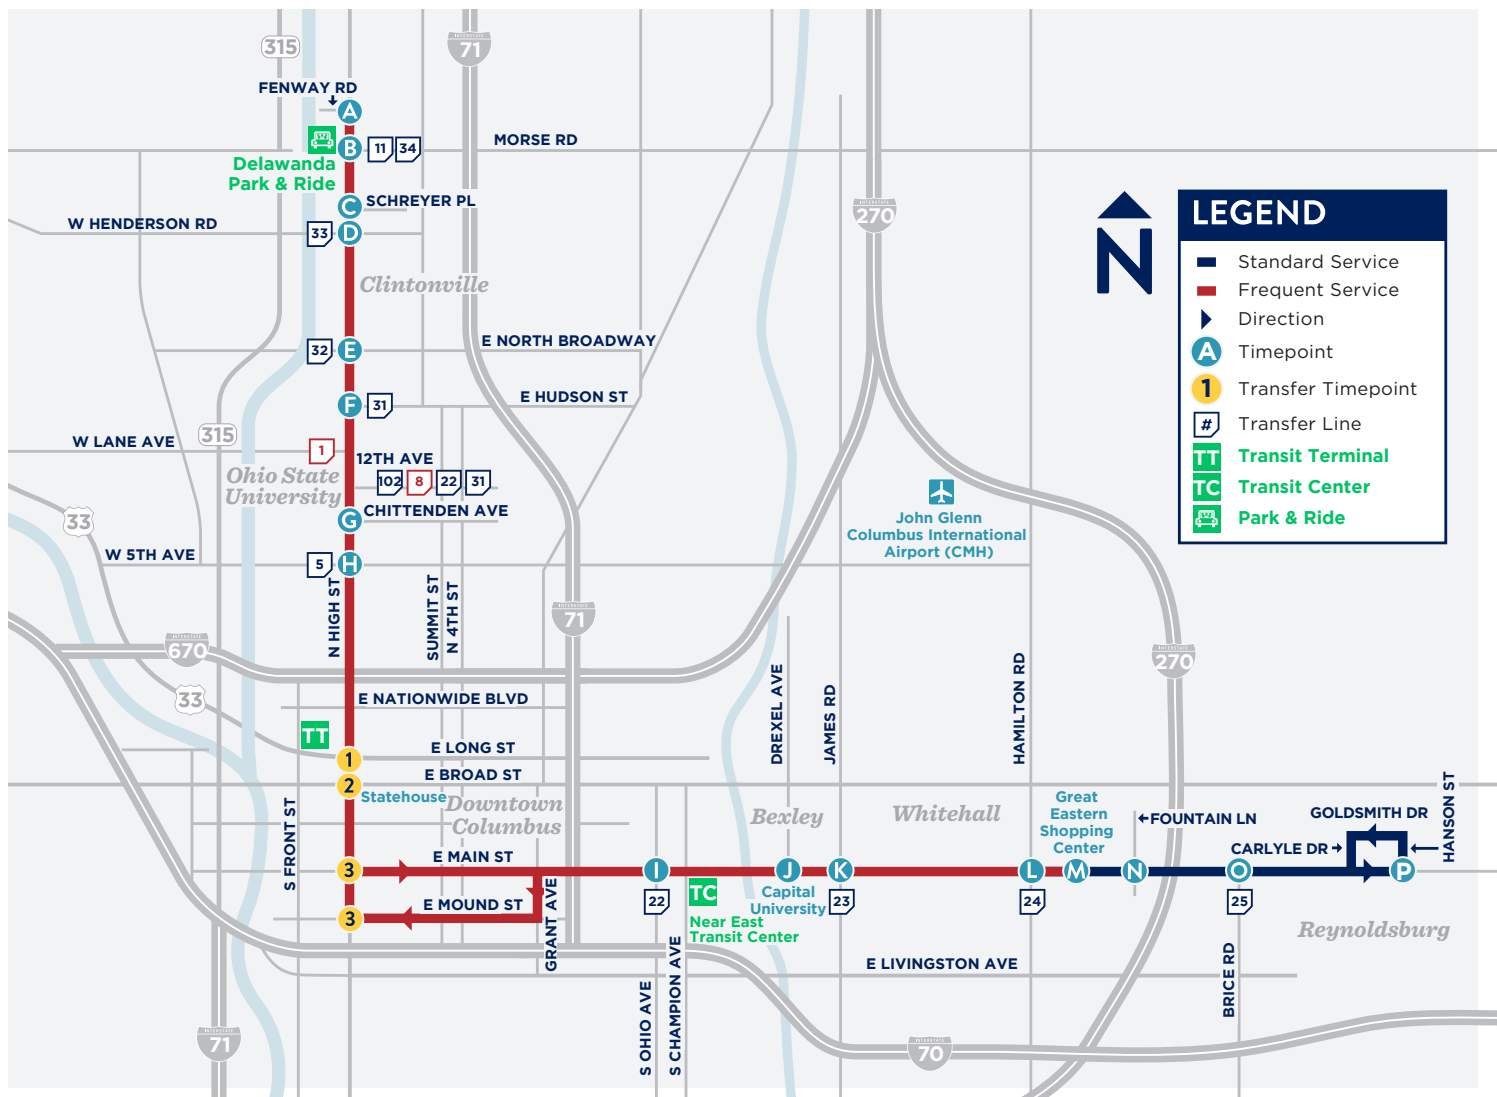 315
INTERSTATE
71
FENWAY RD
A
B
11
34
MORSE RD
Delawanda
Park & Ride
C
SCHREYER PL
W HENDERSON RD
33
D
INTERSTATE
270
N
LEGEND
Standard Service
Frequent Service
Direction
A
Timepoint
1
Transfer Timepoint
#
Transfer Line
TT
Transit Terminal
TC
Transit Center
Park & Ride
Clintonville
32
E
E NORTH BROADWAY
F
31
E HUDSON ST
315
W LANE AVE
1
12TH AVE
Ohio State
University
102
8
22
31
33
G
CHITTENDEN AVE
John Glenn
Columbus International
Airport (CMH)
W 5TH AVE
5
H
N HIGH ST
SUMMIT ST
N 4TH ST
INTERSTATE
71
INTERSTATE
670
INTERSTATE
270
33
E NATIONWIDE BLVD
DREXEL AVE
JAMES RD
HAMILTON RD
TT
1
E LONG ST
2
E BROAD ST
Statehouse
Downtown
Columbus
S FRONT ST
Bexley
Whitehall
Great
Eastern
Shopping
Center
FOUNTAIN LN
GOLDSMITH DR
CARLYLE DR
HANSON ST
3
E MAIN ST
I
J
K
L
M
N
O
P
22
TC
Capital
University
23
24
25
3
E MOUND ST
GRANT AVE
Near East
Transit Center
Reynoldsburg
E LIVINGSTON AVE
S OHIO AVE
S CHAMPION AVE
BRICE RD
INTERSTATE
71
INTERSTATE
70